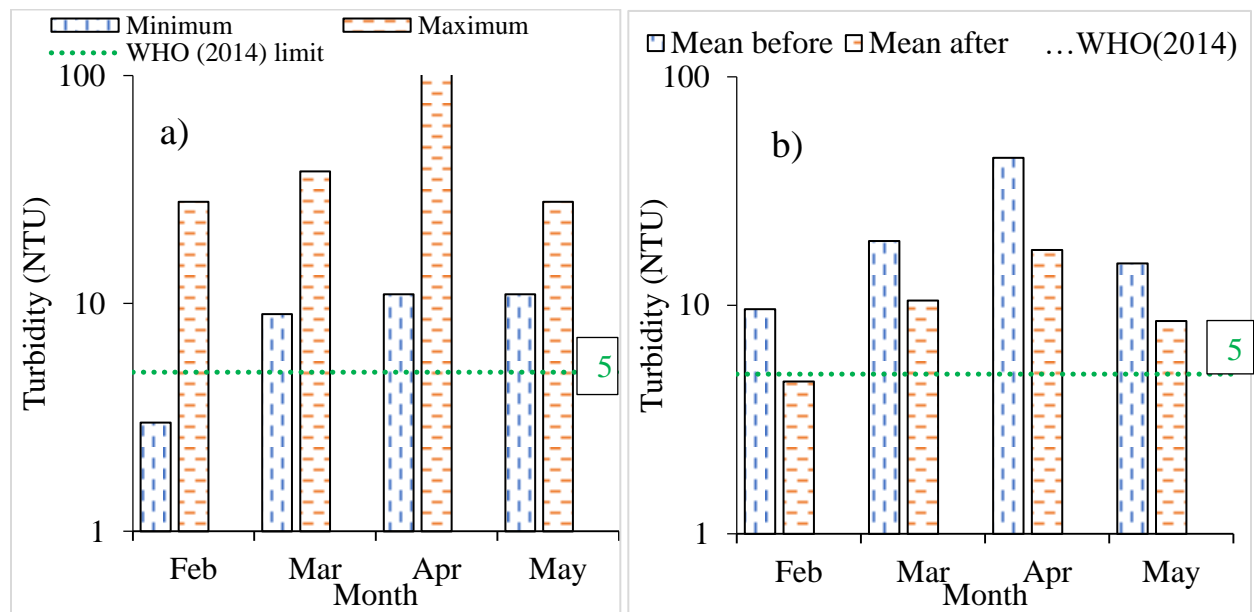 Minimum Maximum
WHO (2014) limit
100
a)
10
5
1
Turbidity (NTU)
Feb Mar Apr May
Month
Mean before Mean after ...WHO(2014)
100
b)
10
5
1
Turbidity (NTU)
Feb Mar Apr May
Month